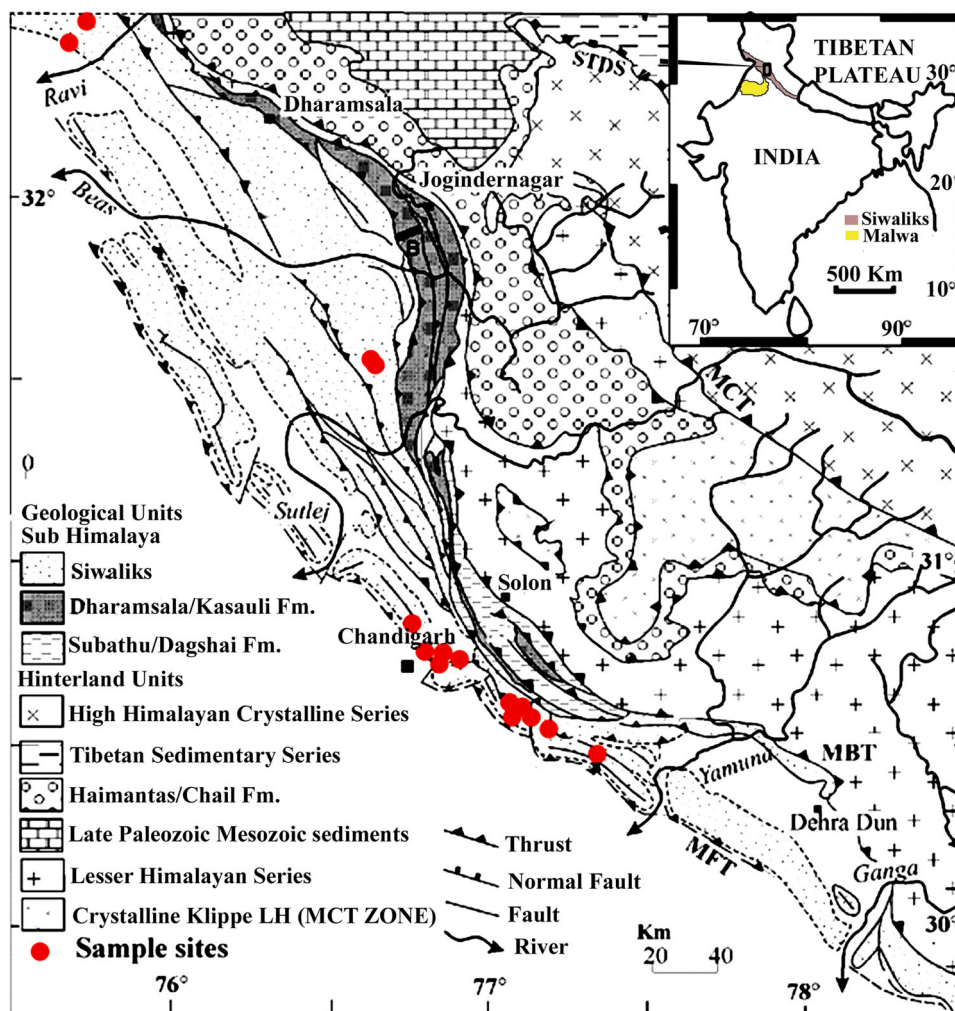 STDS
TIBETAN
PLATEAU
30°
INDIA
20°
Siwaliks
Malwa
500 Km
10°
70°
90°
Ravi
Dharamsala
32°
Beas
Jogindernagar
B
MCT
Sutlej
31°
Solon
Chandigarh
Geological Units
Sub Himalaya
Siwaliks
Dharamsala/Kasauli Fm.
Subathu/Dagshai Fm.
Hinterland Units
High Himalayan Crystalline Series
Tibetan Sedimentary Series
Haimantas/Chail Fm.
Late Paleozoic Mesozoic sediments
Lesser Himalayan Series
Crystalline Klippe LH (MCT ZONE)
Sample sites
Thrust
Normal Fault
Fault
River
Yamuna
MBT
Dehra Dun
MFT
Ganga
30°
Km
20 40
76°
77°
78°